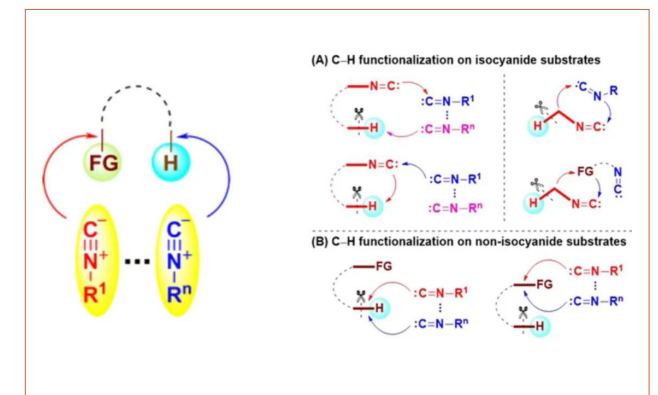 FG
H
C⁻
N⁺
R¹
...
C⁻
N⁺
Rⁿ
(A) C–H functionalization on isocyanide substrates
N=C:
:C=N–R¹
:C=N–Rⁿ
H
:C=N–R
H
N=C:
N=C:
:C=N–R¹
:C=N–Rⁿ
H
FG
N=C:
H
N=C:
(B) C–H functionalization on non-isocyanide substrates
FG
:C=N–R¹
H
:C=N–Rⁿ
FG
:C=N–R¹
:C=N–Rⁿ
H